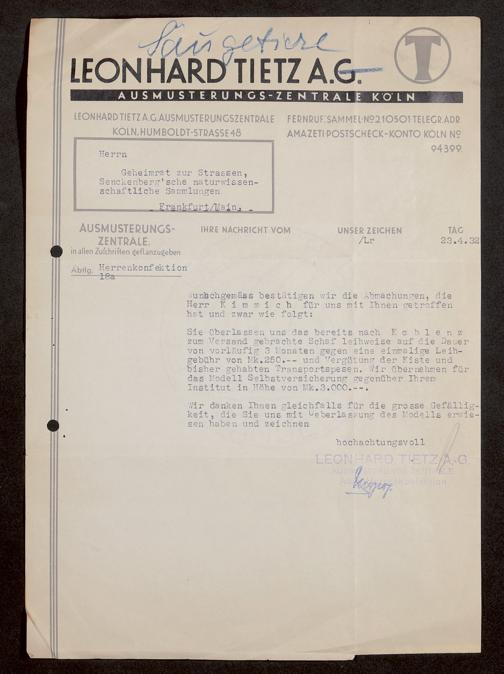 Säugetiere
LEONHARD TIETZ A.G.
T
AUSMUSTERUNGS-ZENTRALE KÖLN
LEONHARD TIETZ A.G. AUSMUSTERUNGSZENTRALE
KÖLN, HUMBOLDT-STRASSE 48
FERNRUF: SAMMEL-No 210501 TELEGR. ADR.
AMAZETI POSTSCHECK-KONTO KÖLN No
94399
Herrn
Geheimrat zur Strassen,
Senckenberg'sche naturwissen-
schaftliche Sammlungen
Frankfurt/Main.
AUSMUSTERUNGS-
ZENTRALE,
in allen Zuschriften
IHRE NACHRICHT VOM
UNSER ZEICHEN
/Lr
TAG
23.4.32
Abtlg. Herrenkonfektion
18a
wunschgemäss bestätigen wir die Abmachungen, die
Herr K i m m i c h für uns mit Ihnen getroffen
hat und zwar wie folgt:
Sie überlassen uns das bereits nach K o b l e n z
zum Versand gebrachte Schaf leihweise auf die Dauer
von vorläufig 3 Monaten gegen eine einmalige Leih-
gebühr von Mk.250.-- und Vergütung der Kiste und
bisher gehabten Transportspesen. Wir übernehmen für
das Modell Selbstversicherung gegenüber Ihrem
Institut in Höhe von Mk.3.000.--.
Wir danken Ihnen gleichfalls für die grosse Gefällig-
keit, die Sie uns mit Ueberlassung des Modells erwie-
sen haben und zeichnen
hochachtungsvoll
LEONHARD TIETZ A.G.